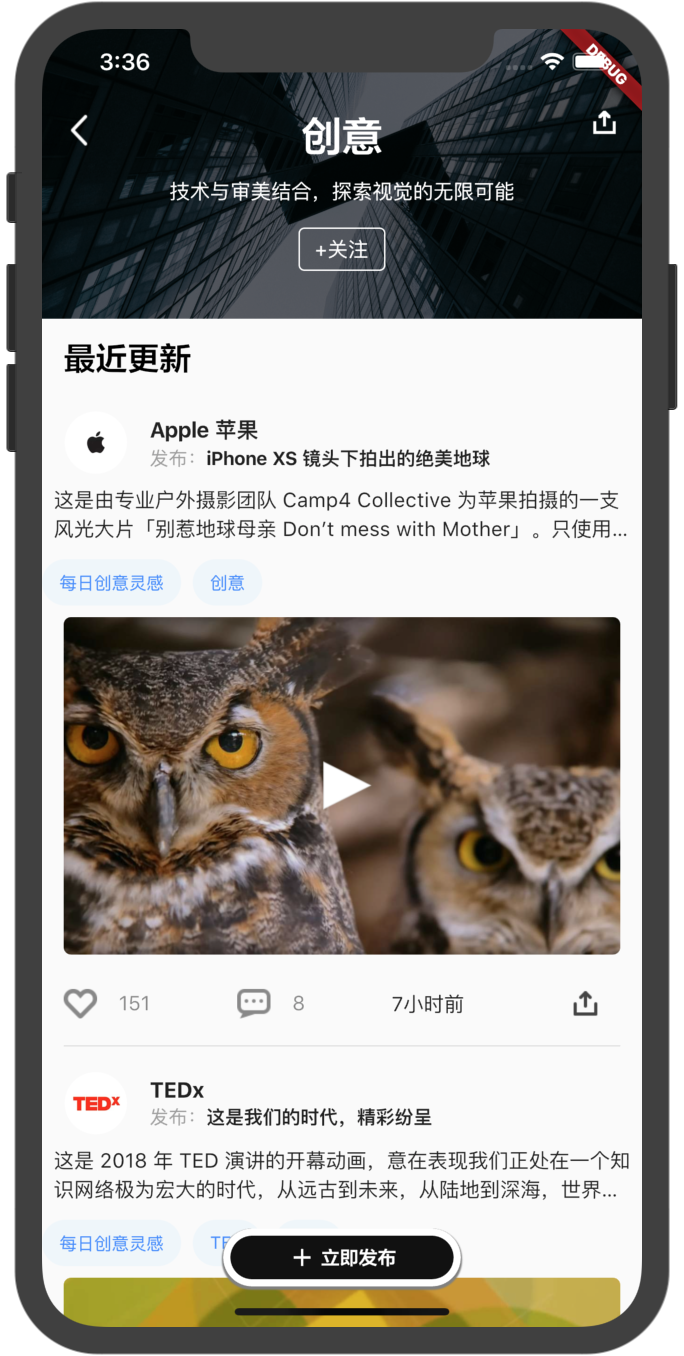 3:36
DEBUG
创意
技术与审美结合，探索视觉的无限可能
+关注
最近更新
Apple 苹果
发布： iPhone XS 镜头下拍出的绝美地球
这是由专业户外摄影团队 Camp4 Collective 为苹果拍摄的一支
风光大片「别惹地球母亲 Don’t mess with Mother」。只使用...
每日创意灵感 创意
151 8 7小时前
TEDx
TEDx
发布： 这是我们的时代，精彩纷呈
这是 2018 年 TED 演讲的开幕动画，意在表现我们正处在一个知
识网络极为宏大的时代，从远古到未来，从陆地到深海，世界...
每日创意灵感
+ 立即发布